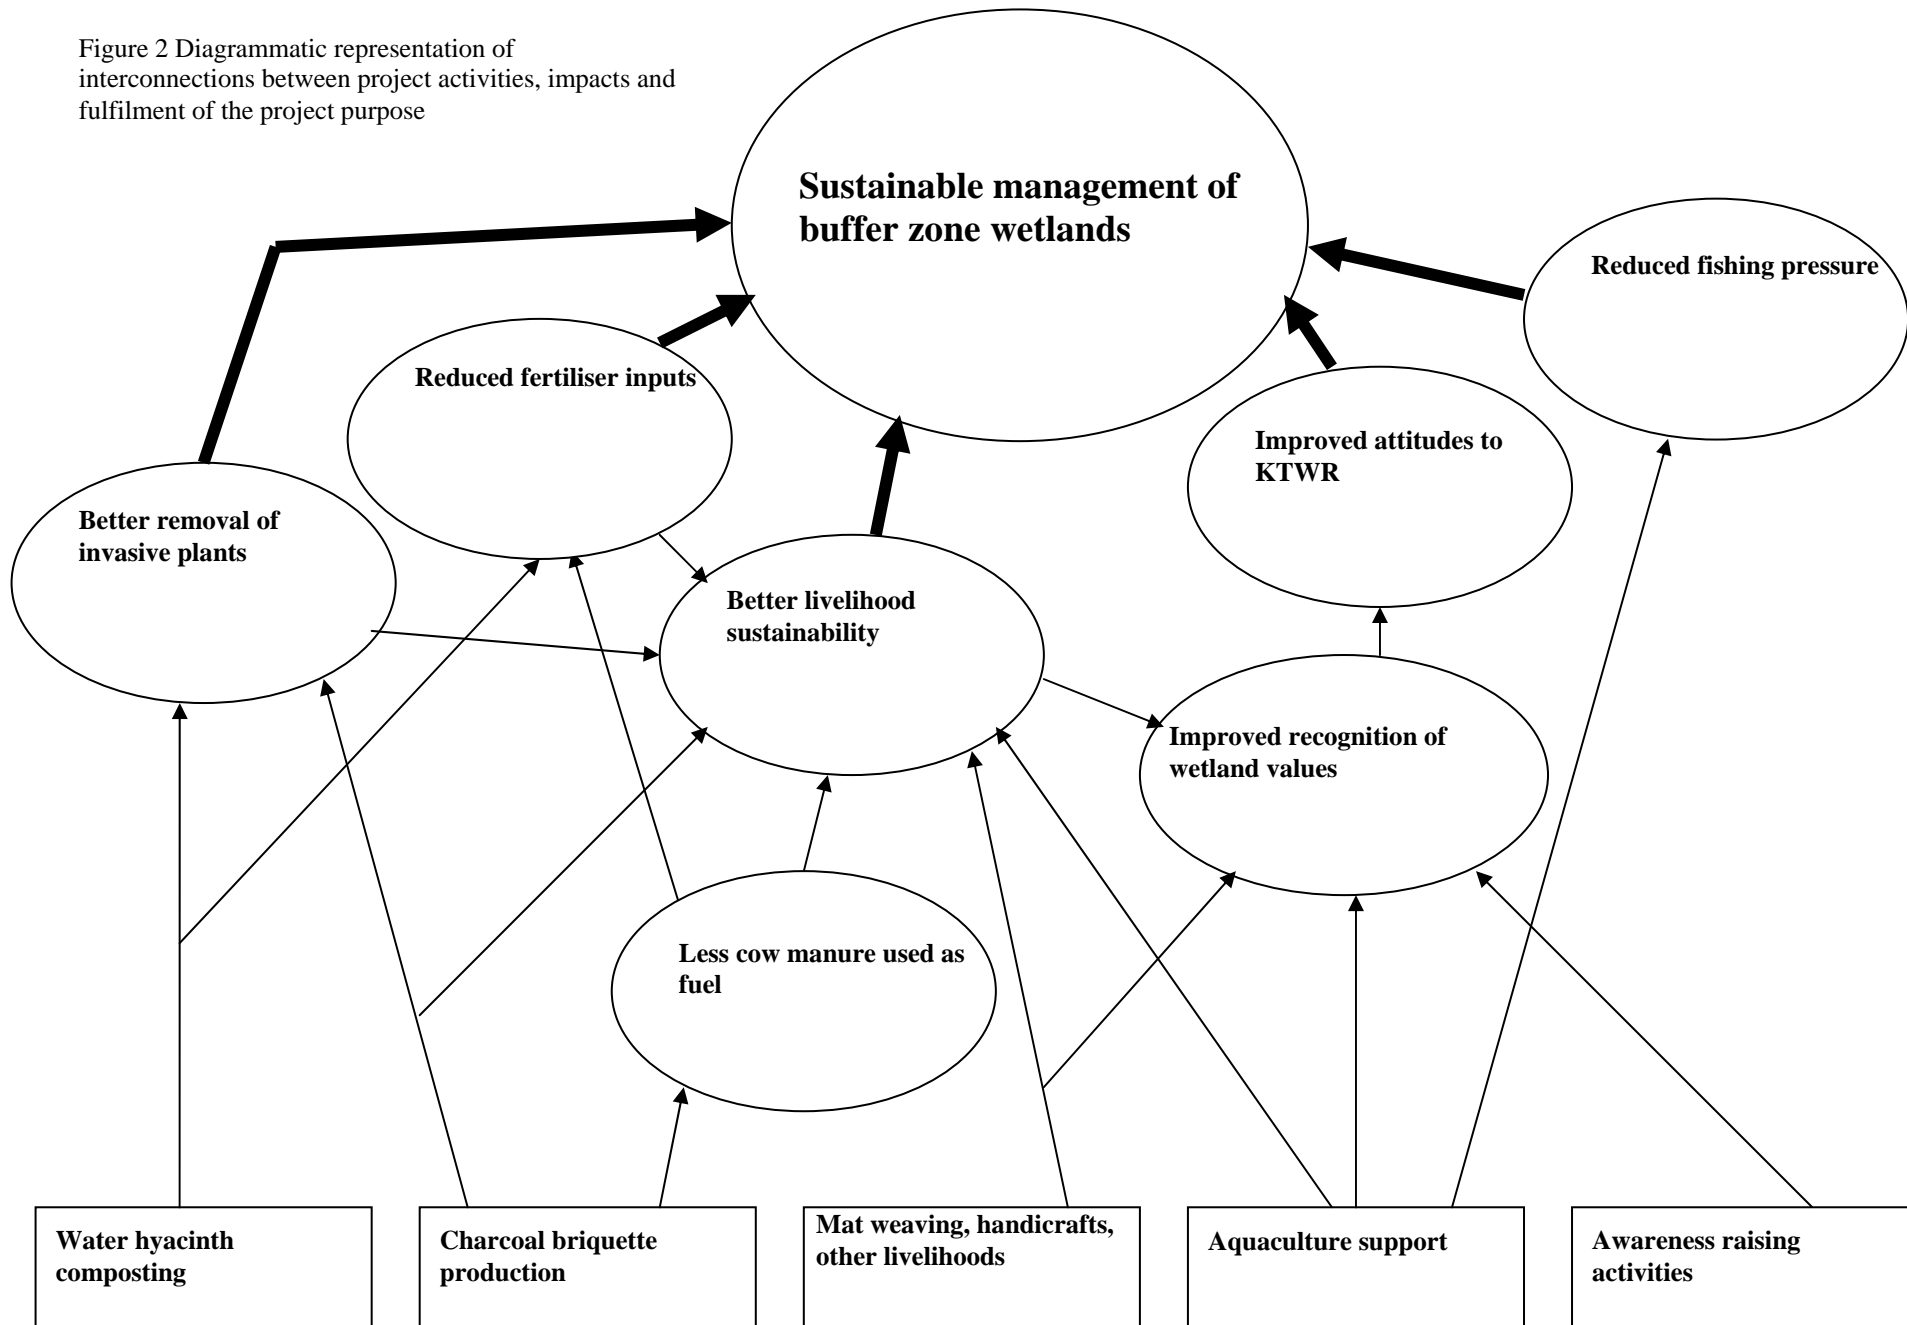 Figure 2 Diagrammatic representation of
interconnections between project activities, impacts and
fulfilment of the project purpose
Sustainable management of
buffer zone wetlands
Reduced fishing pressure
Reduced fertiliser inputs
Improved attitudes to
KTWR
Better removal of
invasive plants
Better livelihood
sustainability
Improved recognition of
wetland values
Less cow manure used as
fuel
Water hyacinth
composting
Charcoal briquette
production
Mat weaving, handicrafts,
other livelihoods
Aquaculture support
Awareness raising
activities